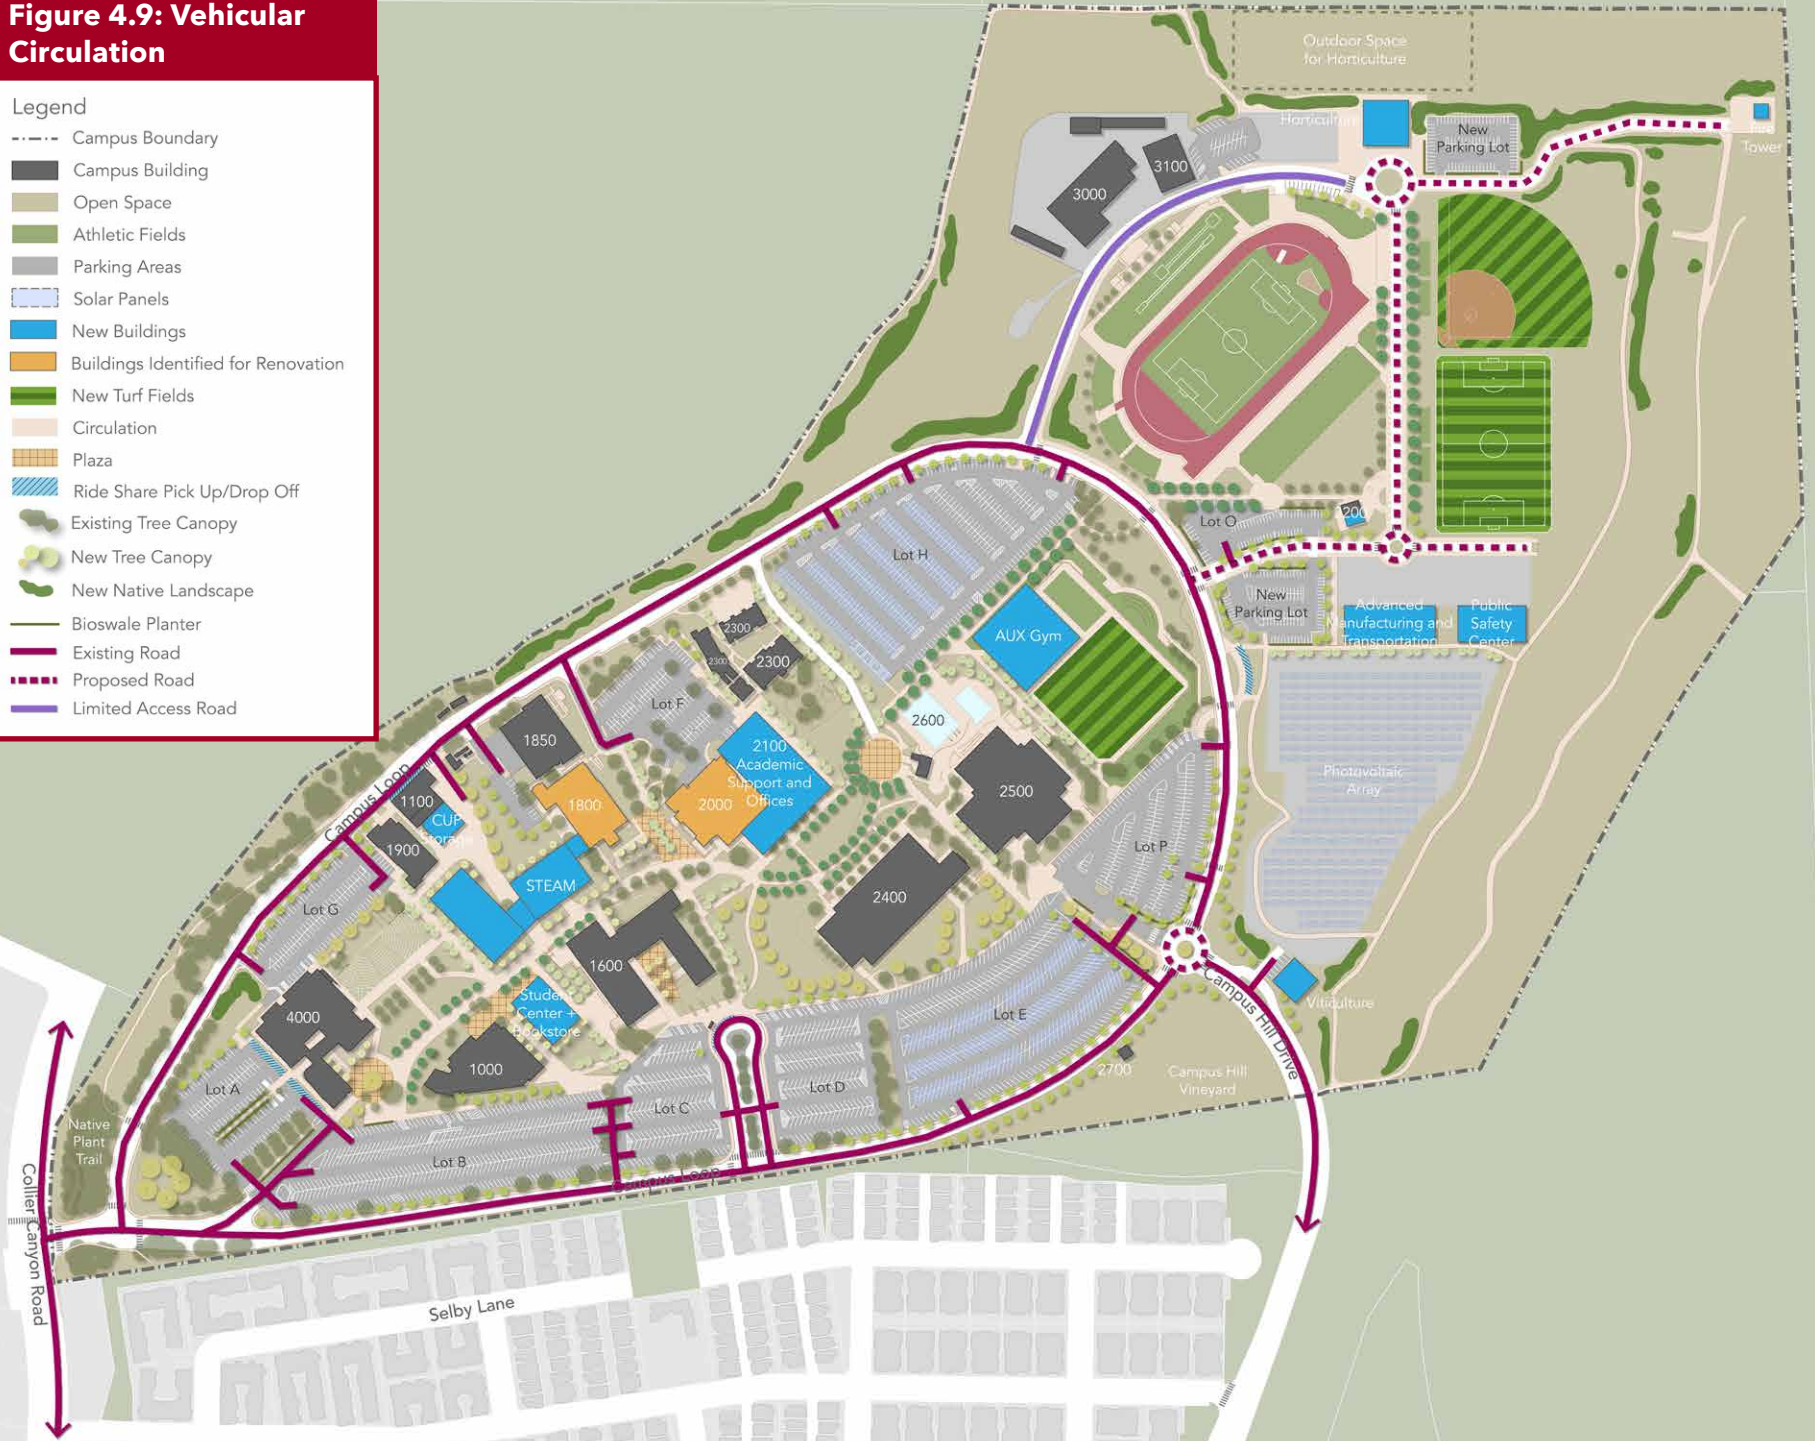 Figure 4.9: Vehicular
Circulation
Legend
Campus Boundary
Campus Building
Open Space
Athletic Fields
Parking Areas
Solar Panels
New Buildings
Buildings Identified for Renovation
New Turf Fields
Circulation
Plaza
Ride Share Pick Up/Drop Off
Existing Tree Canopy
New Tree Canopy
New Native Landscape
Bioswale Planter
Existing Road
Proposed Road
Limited Access Road
Outdoor Space
for Horticulture
Horticulture
New
Parking Lot
Tower
3100
3000
Lot O
200
Lot H
New
Parking Lot
Advanced
Manufacturing and
Transportation
Public
Safety
Center
AUX Gym
2300
2300
2300
Lot F
2600
1850
2100
Academic
Support and
Offices
Photovoltaic
Array
2500
Campus Loop
1100
CUP
Storage
1800
2000
1900
Lot P
STEAM
2400
Lot G
1600
Student
Center +
Bookstore
4000
Lot E
Campus Hill Drive
Viticulture
1000
2700
Campus Hill
Vineyard
Lot A
Lot D
Lot C
Native
Plant
Trail
Lot B
Campus Loop
Collier Canyon Road
Selby Lane